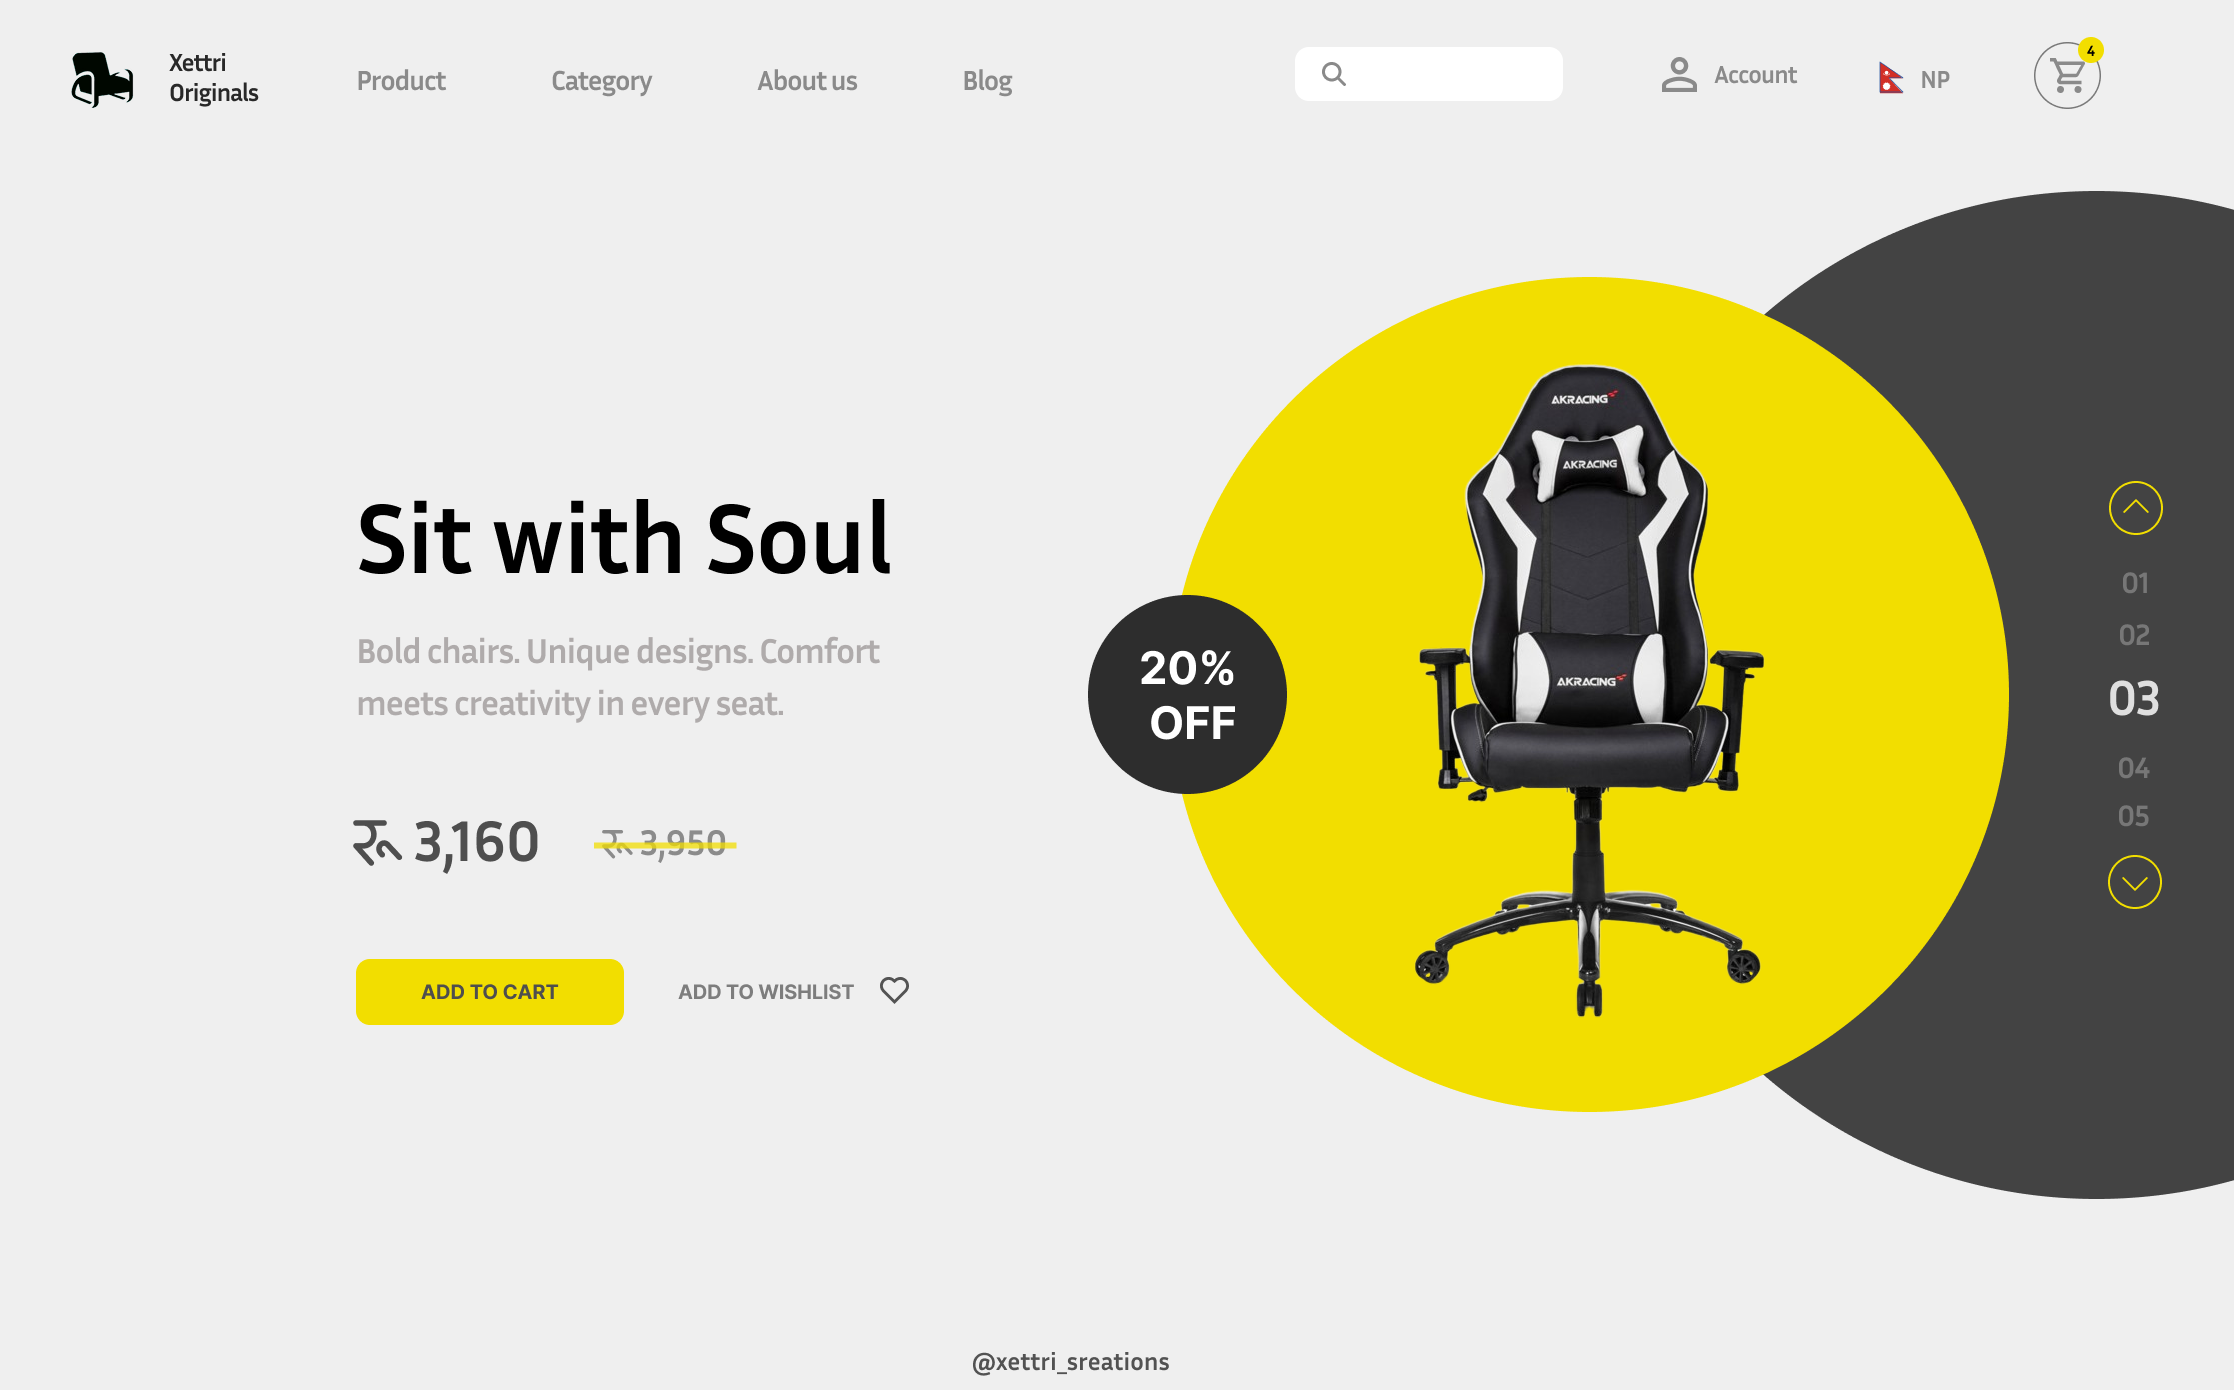 Xettri
Originals
Product
Category
About us
Blog
Account
NP
4
AKRACING
AKRACING
AKRACING
Sit with Soul
Bold chairs. Unique designs. Comfort
meets creativity in every seat.
20%
OFF
रू 3,160
रू 3,950
ADD TO CART
ADD TO WISHLIST
01
02
03
04
05
@xettri_sreations